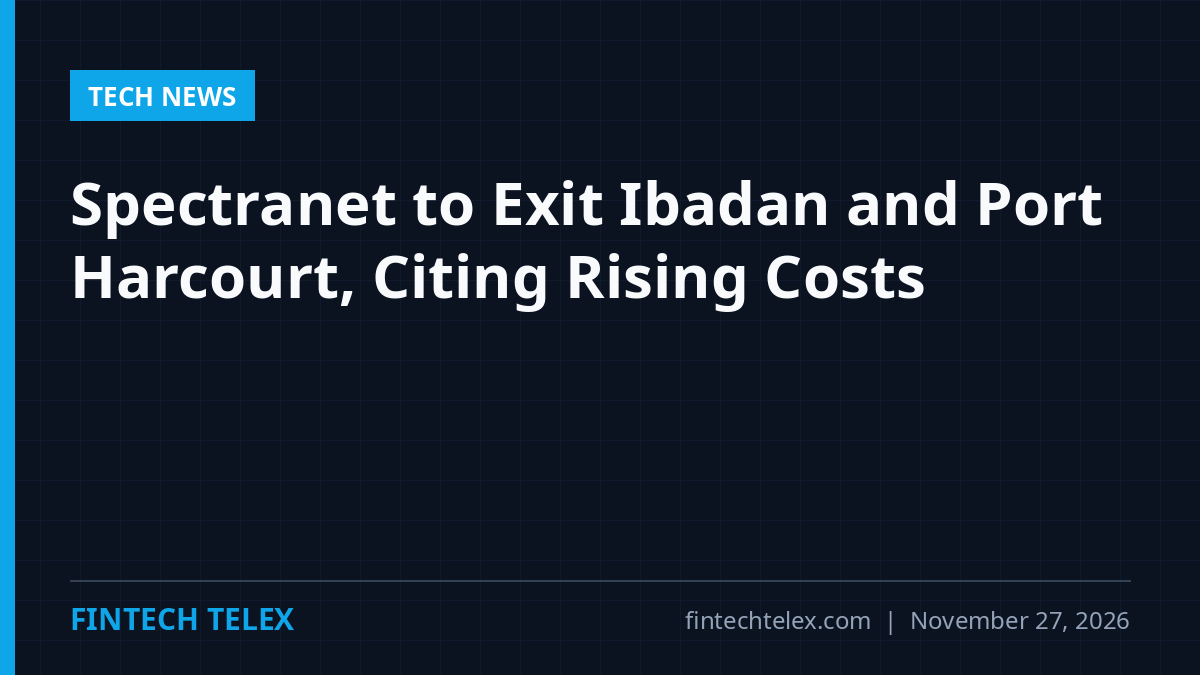 TECH NEWS
Spectranet to Exit Ibadan and Port
Harcourt, Citing Rising Costs
FINTECH TELEX
fintechtelex.com | November 27, 2026